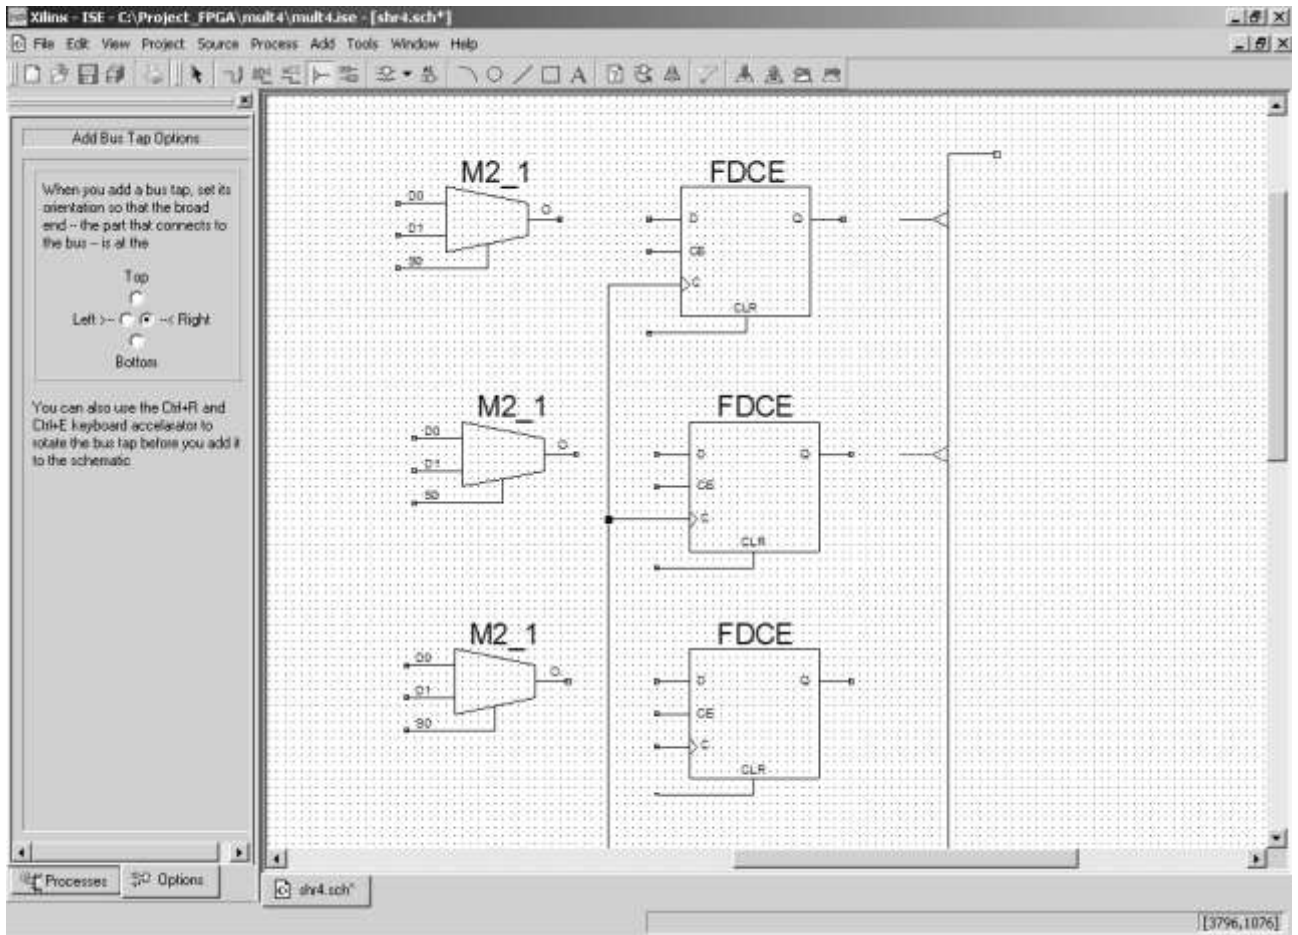 Xilinx - ISE - C:\Project_FPGA\mult4\mult4.ise - [shr4.sch*]
File Edit View Project Source Process Add Tools Window Help
Add Bus Tap Options
When you add a bus tap, set its
orientation so that the broad
end -- the part that connects to
the bus -- is at the
Top
Left >-- --< Right
Bottom
You can also use the Ctrl+R and
Ctrl+E keyboard accelarator to
rotate the bus tap before you add it
to the schematic
Processes
Options
M2_1
D0
D1
S0
O
FDCE
D
Q
CE
C
CLR
M2_1
D0
D1
S0
O
FDCE
D
Q
CE
C
CLR
M2_1
D0
D1
S0
O
FDCE
D
Q
CE
C
CLR
shr4.sch*
[3796,1076]